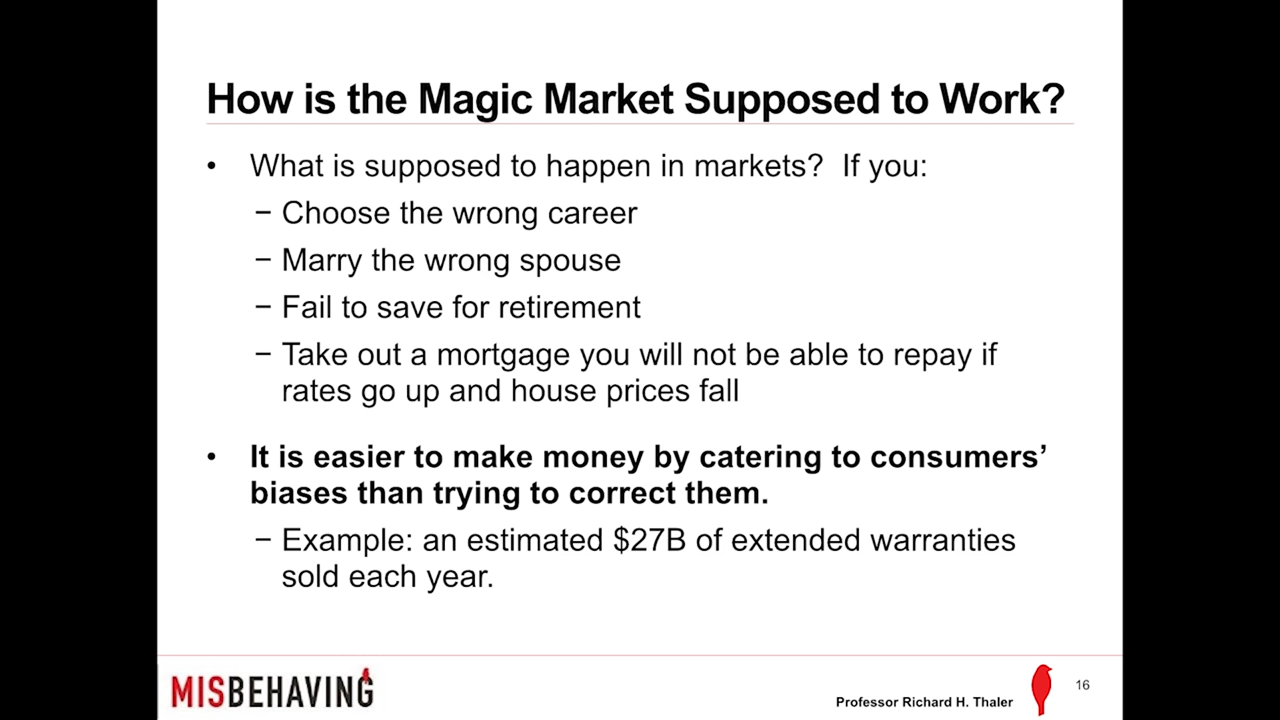 How is the Magic Market Supposed to Work?
• What is supposed to happen in markets?  If you:
− Choose the wrong career
− Marry the wrong spouse
− Fail to save for retirement
− Take out a mortgage you will not be able to repay if
rates go up and house prices fall
• It is easier to make money by catering to consumers’
biases than trying to correct them.
− Example: an estimated $27B of extended warranties
sold each year.
MISBEHAVING
Professor Richard H. Thaler
16